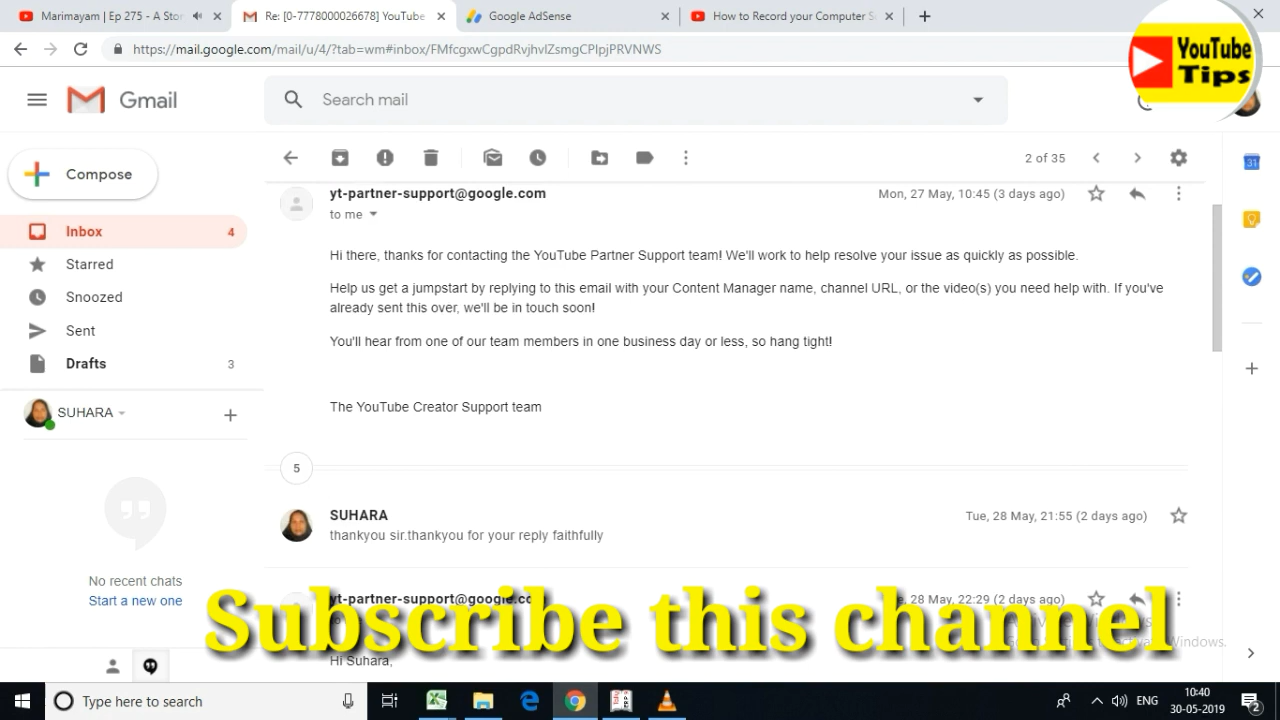 Marimayam | Ep 275 - A Stor
Re: [0-7778000026678] YouTube
Google AdSense
How to Record your Computer S
https://mail.google.com/mail/u/4/?tab=wm#inbox/FMfcgxwCgpdRvjhvlZsmgCPlpjPRVNWS
YouTube
Tips
Gmail
Search mail
Compose
2 of 35
31
yt-partner-support@google.com
Mon, 27 May, 10:45 (3 days ago)
to me
Inbox 4
Starred
Snoozed
Sent
Drafts 3
Hi there, thanks for contacting the YouTube Partner Support team! We'll work to help resolve your issue as quickly as possible.
Help us get a jumpstart by replying to this email with your Content Manager name, channel URL, or the video(s) you need help with. If you've
already sent this over, we'll be in touch soon!
You'll hear from one of our team members in one business day or less, so hang tight!
The YouTube Creator Support team
SUHARA
5
SUHARA
Tue, 28 May, 21:55 (2 days ago)
thankyou sir.thankyou for your reply faithfully
No recent chats
Start a new one
yt-partner-support@google.co
28 May, 22:29 (2 days ago)
Subscribe this channel
Hi Suhara,
Type here to search
ENG
10:40
30-05-2019
2